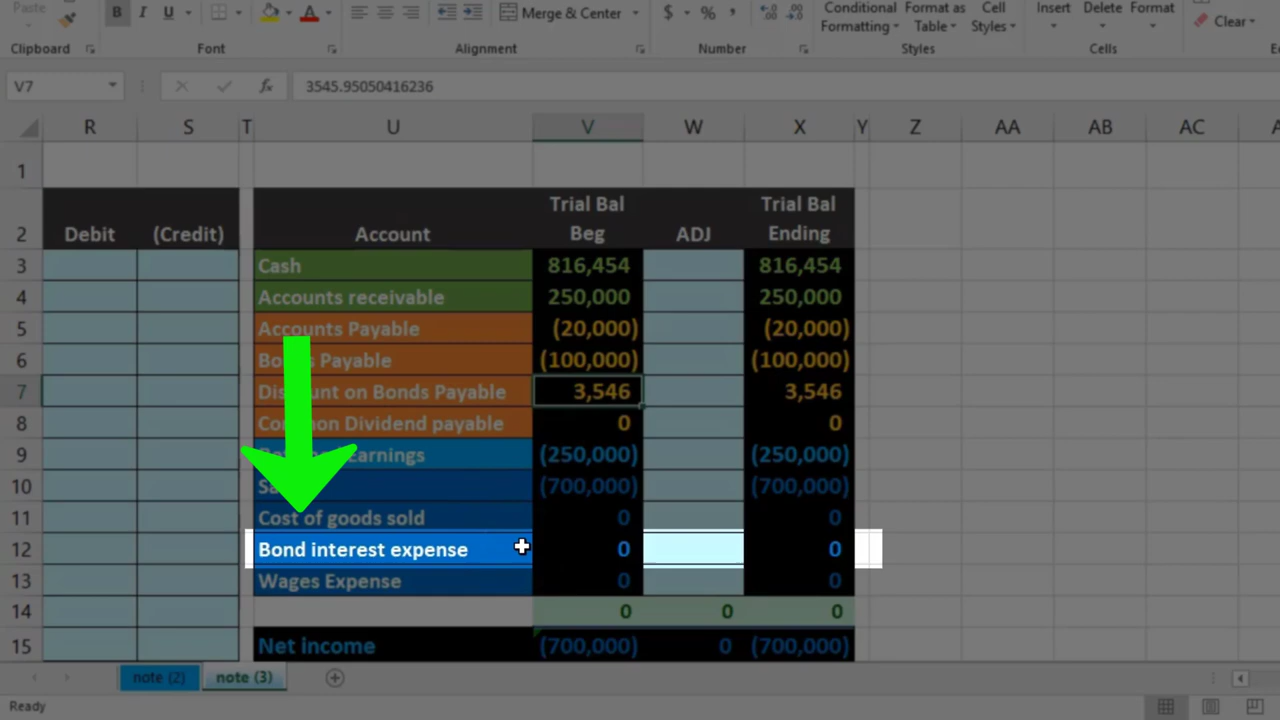 Paste
B I U A
Merge & Center
$ % ,
Conditional Format as Cell
Formatting Table Styles
Insert Delete Format
Clear
Clipboard Font Alignment Number Styles Cells
V7 fx 3545.95050416236
R S T U V W X Y Z AA AB AC
1
2 Debit (Credit) Account Trial Bal Beg ADJ Trial Bal Ending
3 Cash 816,454 816,454
4 Accounts receivable 250,000 250,000
5 Accounts Payable (20,000) (20,000)
6 Payable (100,000) (100,000)
7 on Bonds Payable 3,546 3,546
8 Dividend payable 0 0
9 Earnings (250,000) (250,000)
10 (700,000) (700,000)
11 Cost of goods sold 0 0
12 Bond interest expense 0 0
13 Wages Expense 0 0
14 0 0 0
15 Net income (700,000) 0 (700,000)
note (2) note (3)
Ready